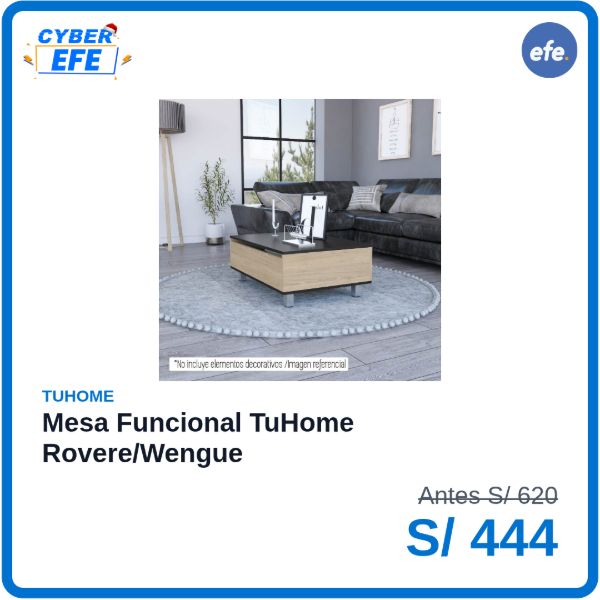 CYBER
EFE
efe.
*No incluye elementos decorativos /Imagen referencial
TUHOME
Mesa Funcional TuHome
Rovere/Wengue
Antes S/ 620
S/ 444